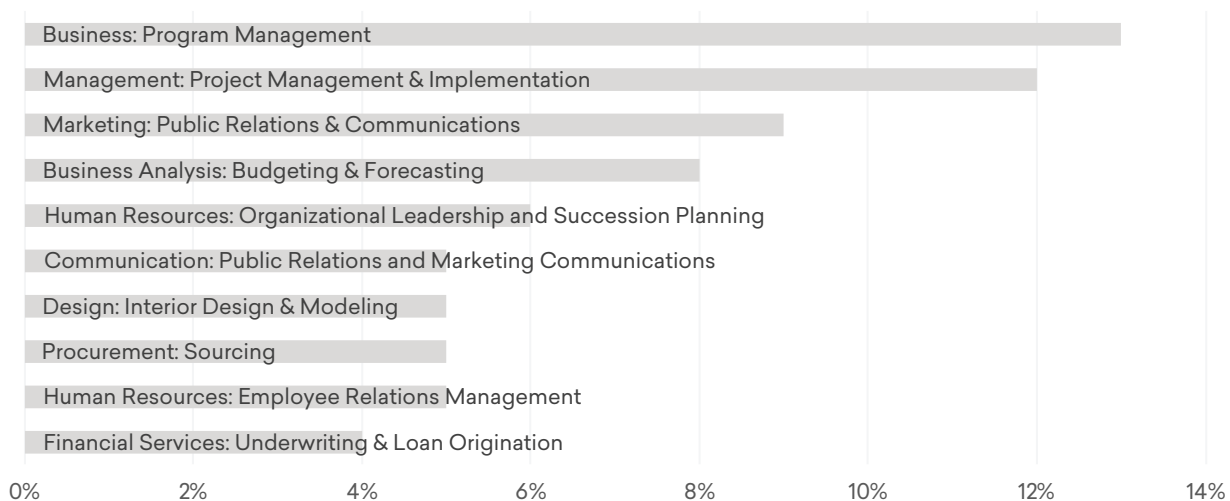 Business: Program Management
Management: Project Management & Implementation
Marketing: Public Relations & Communications
Business Analysis: Budgeting & Forecasting
Human Resources: Organizational Leadership and Succession Planning
Communication: Public Relations and Marketing Communications
Design: Interior Design & Modeling
Procurement: Sourcing
Human Resources: Employee Relations Management
Financial Services: Underwriting & Loan Origination
0% 2% 4% 6% 8% 10% 12% 14%